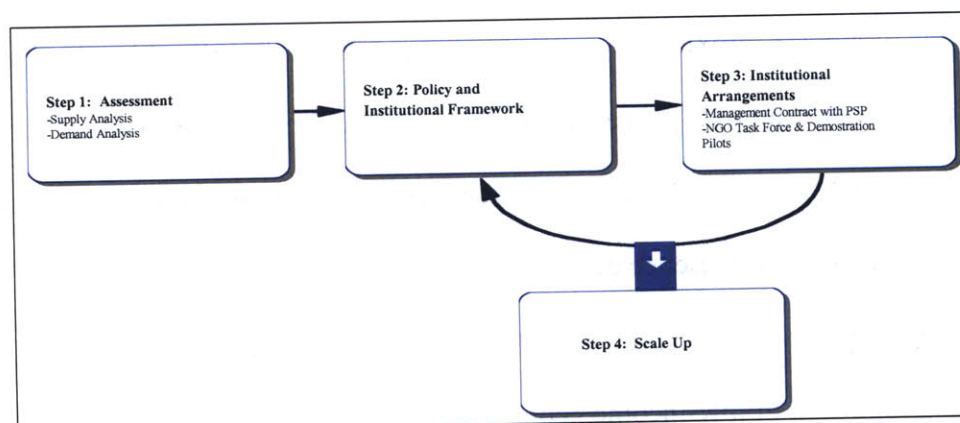 Step 1: Assessment
-Supply Analysis
-Demand Analysis
Step 2: Policy and
Institutional Framework
Step 3: Institutional
Arrangements
-Management Contract with PSP
-NGO Task Force & Demostration
Pilots
Step 4: Scale Up